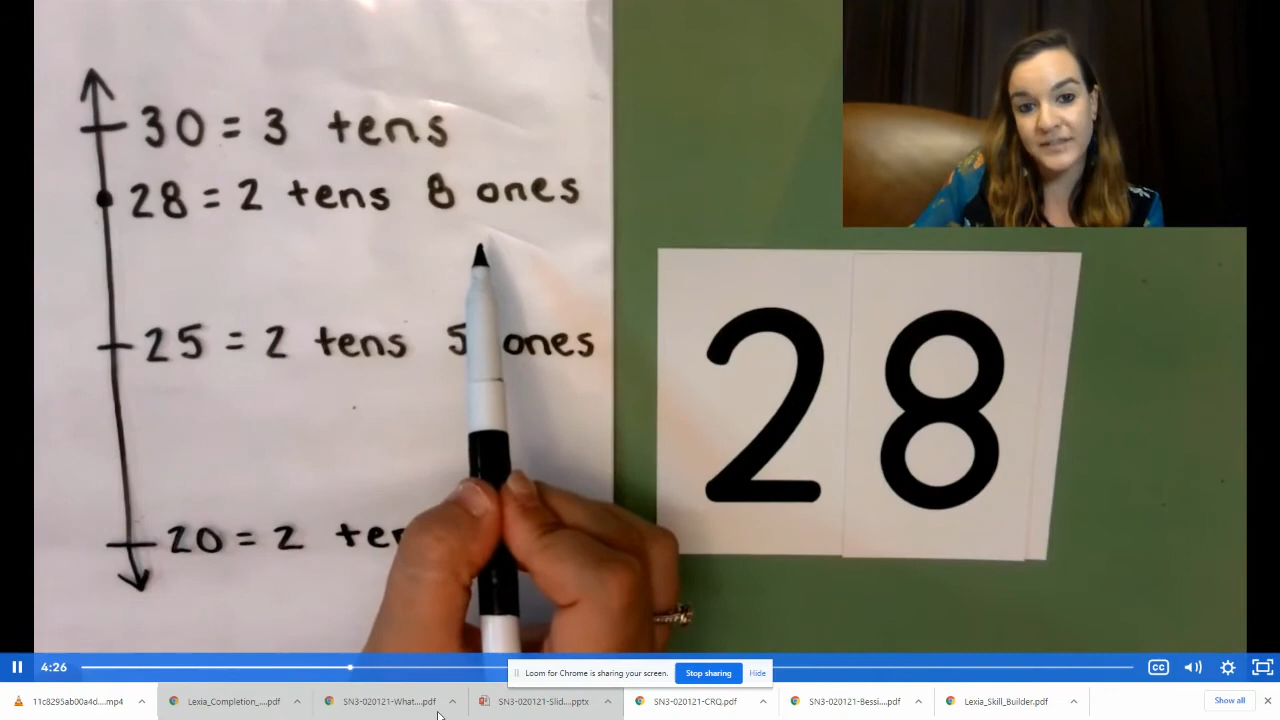 30 = 3 tens
28 = 2 tens 8 ones
25 = 2 tens 5 ones
20 = 2
28
4:26
CC
Loom for Chrome is sharing your screen. Stop sharing Hide
11c8295ab00a4d....mp4 Lexia_Completion_....pdf SN3-020121-What....pdf SN3-020121-Slid....pptx SN3-020121-CRQ.pdf SN3-020121-Bessi....pdf Lexia_Skill_Builder.pdf Show all